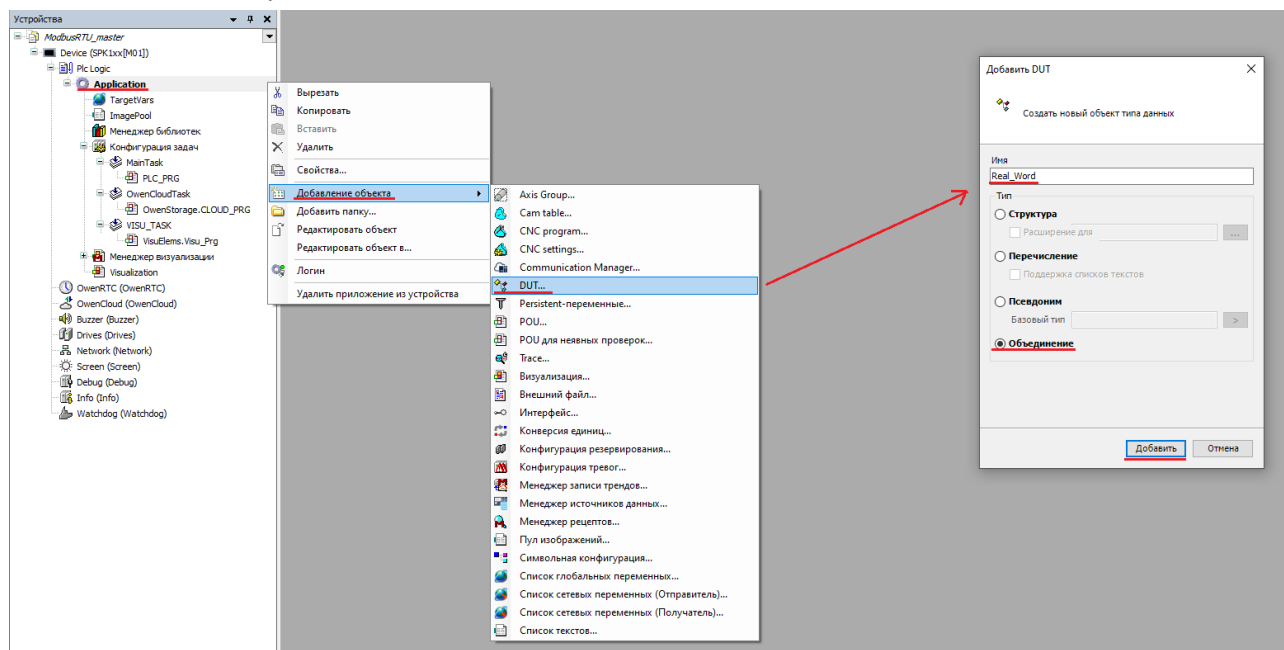 Устройства
ModbusRTU_master
Device (SPK1xx[M01])
Plc Logic
Application
TargetVars
ImagePool
Менеджер библиотек
Конфигурация задач
MainTask
PLC_PRG
OwenCloudTask
OwenStorage.CLOUD_PRG
VISU_TASK
VisuElems.Visu_Prg
Менеджер визуализации
Visualization
OwenRTC (OwenRTC)
OwenCloud (OwenCloud)
Buzzer (Buzzer)
Drives (Drives)
Network (Network)
Screen (Screen)
Debug (Debug)
Info (Info)
Watchdog (Watchdog)
Вырезать
Копировать
Вставить
Удалить
Свойства...
Добавление объекта
Добавить папку...
Редактировать объект
Редактировать объект в...
Логин
Удалить приложение из устройства
Axis Group...
Cam table...
CNC program...
CNC settings...
Communication Manager...
DUT...
Persistent-переменные...
POU...
POU для неявных проверок...
Trace...
Визуализация...
Внешний файл...
Интерфейс...
Конверсия единиц...
Конфигурация резервирования...
Конфигурация тревог...
Менеджер записи трендов...
Менеджер источников данных...
Менеджер рецептов...
Пул изображений...
Символьная конфигурация...
Список глобальных переменных...
Список сетевых переменных (Отправитель)...
Список сетевых переменных (Получатель)...
Список текстов...
Добавить DUT
Создать новый объект типа данных
Имя
Real_Word
Тип
Структура
Расширение для
...
Перечисление
Поддержка списков текстов
Псевдоним
Базовый тип
>
Объединение
Добавить
Отмена